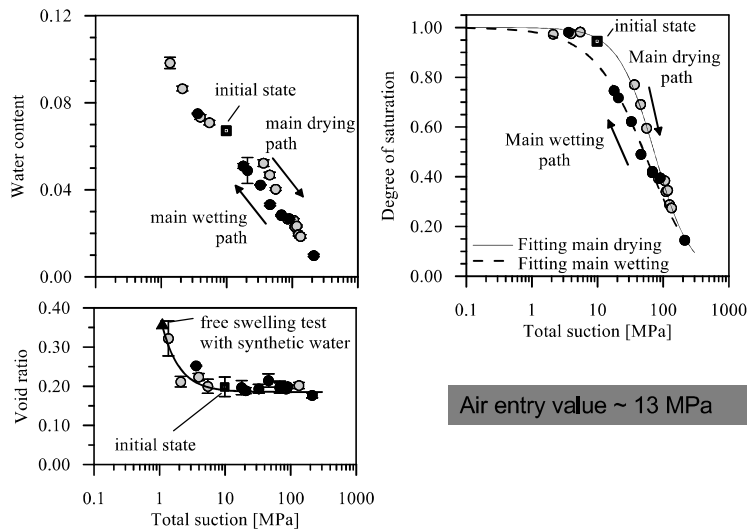 0.12
0.08
0.04
0.00
Water content
initial state
main drying
path
main wetting
path
0.40
0.30
0.20
0.10
0.00
Void ratio
free swelling test
with synthetic water
initial state
0.1
1
10
100
1000
Total suction [MPa]
1.00
0.80
0.60
0.40
0.20
0.00
Degree of saturation
initial state
Main drying
path
Main wetting
path
Fitting main drying
Fitting main wetting
0.1
1
10
100
1000
Total suction [MPa]
Air entry value ~ 13 MPa